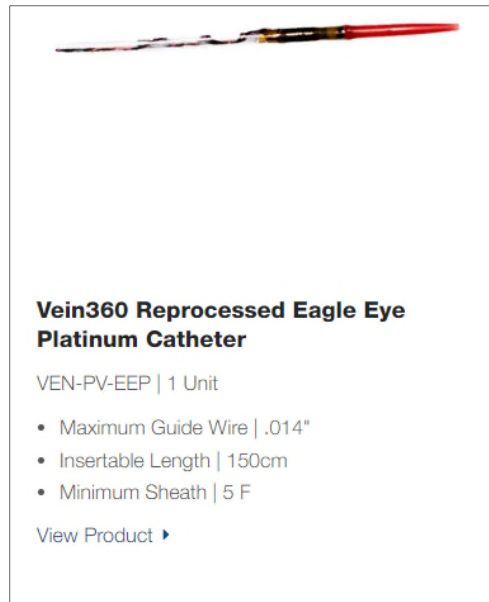 Vein360 Reprocessed Eagle Eye
Platinum Catheter
VEN-PV-EEP | 1 Unit
• Maximum Guide Wire | .014"
• Insertable Length | 150cm
• Minimum Sheath | 5 F
View Product